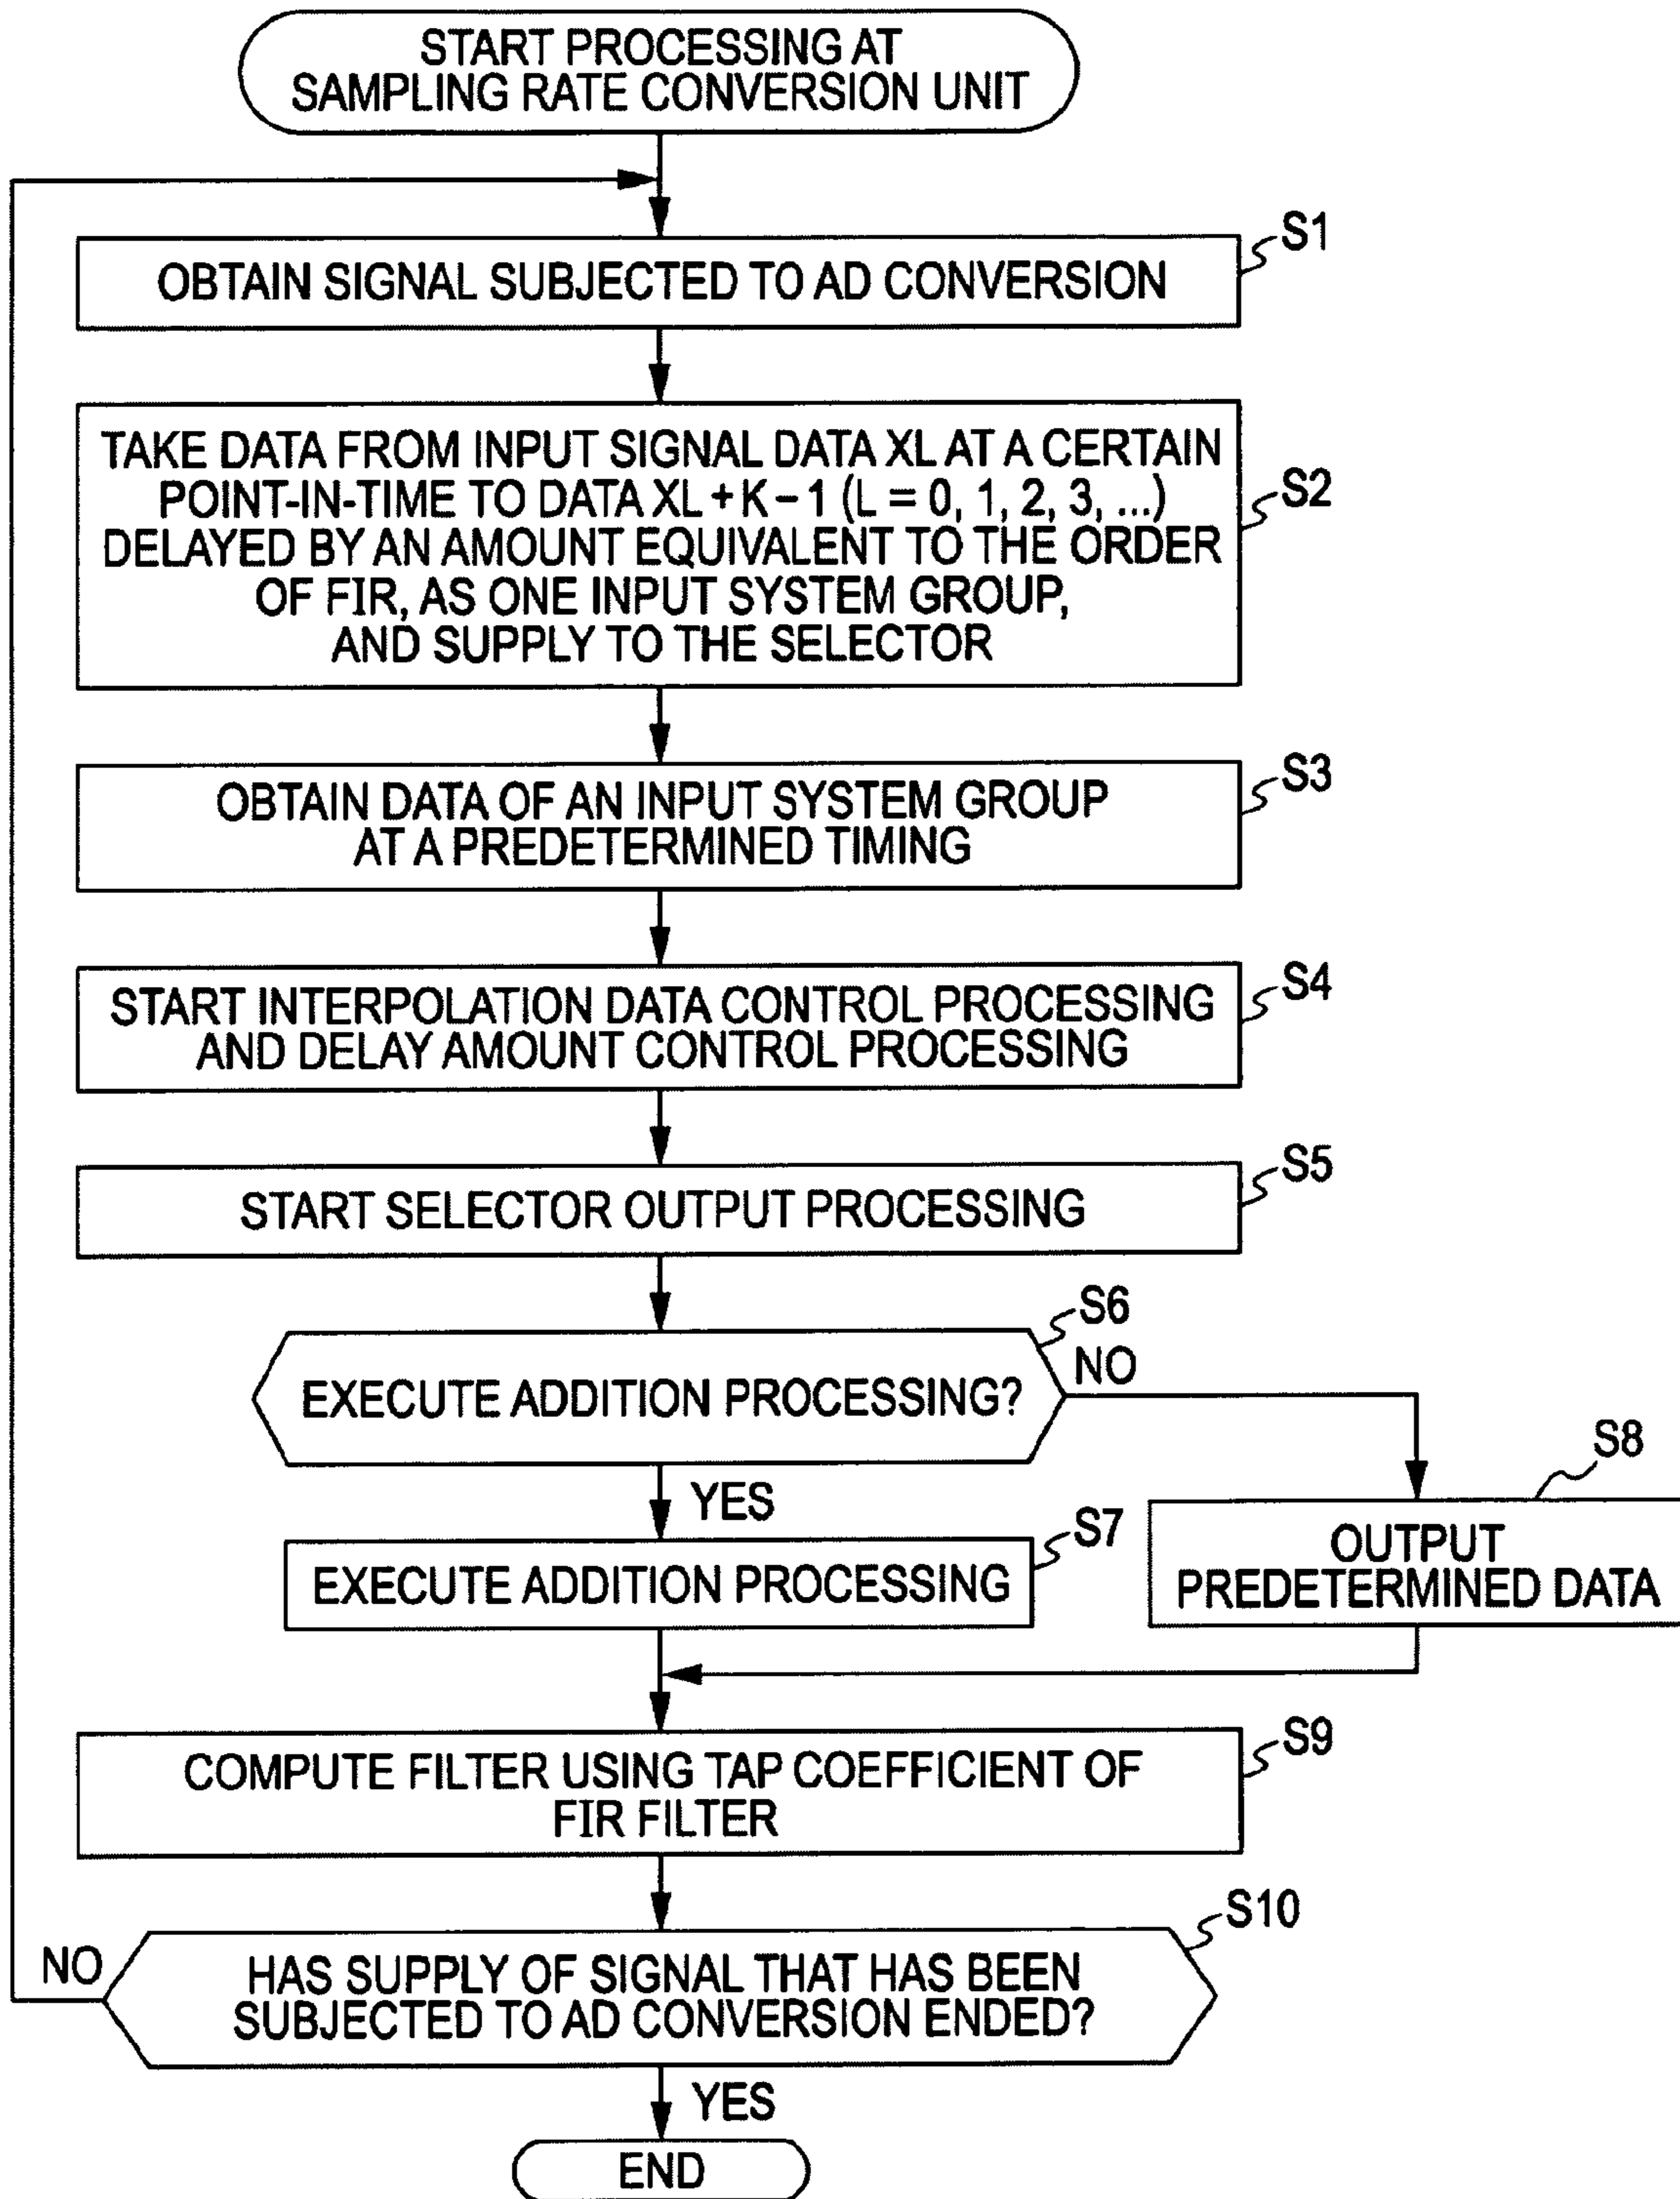 START PROCESSING AT
SAMPLING RATE CONVERSION UNIT
S1
OBTAIN SIGNAL SUBJECTED TO AD CONVERSION
TAKE DATA FROM INPUT SIGNAL DATA XL AT A CERTAIN
POINT-IN-TIME TO DATA XL + K – 1 (L = 0, 1, 2, 3, ...)
S2
DELAYED BY AN AMOUNT EQUIVALENT TO THE ORDER
OF FIR, AS ONE INPUT SYSTEM GROUP,
AND SUPPLY TO THE SELECTOR
S3
OBTAIN DATA OF AN INPUT SYSTEM GROUP
AT A PREDETERMINED TIMING
S4
START INTERPOLATION DATA CONTROL PROCESSING
AND DELAY AMOUNT CONTROL PROCESSING
S5
START SELECTOR OUTPUT PROCESSING
S6
NO
EXECUTE ADDITION PROCESSING?
YES
S8
S7
EXECUTE ADDITION PROCESSING
OUTPUT
PREDETERMINED DATA
S9
COMPUTE FILTER USING TAP COEFFICIENT OF
FIR FILTER
S10
NO
HAS SUPPLY OF SIGNAL THAT HAS BEEN
SUBJECTED TO AD CONVERSION ENDED?
YES
END